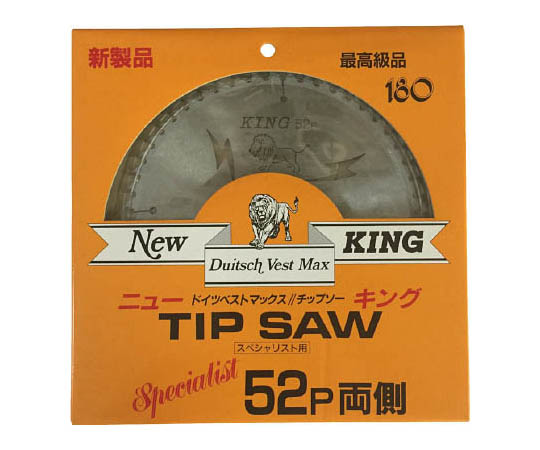 新製品
最高級品
180
KING 52P
New
KING
Duitsch Vest Max
ニュー ドイツベストマックス//チップソー キング
TIP SAW
スペシャリスト用
Specialist
52P両側